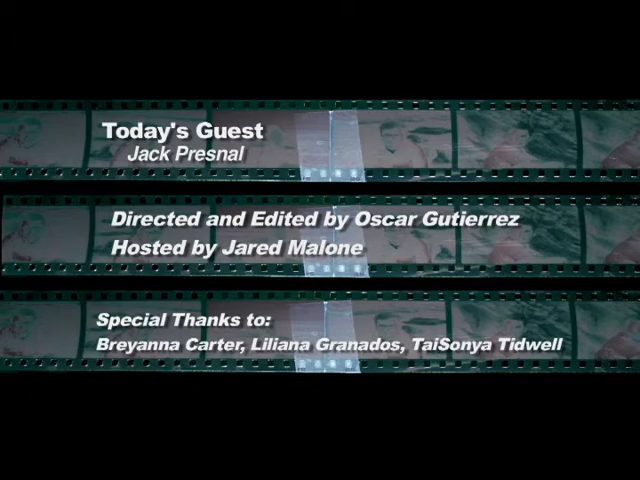 Today's Guest
Jack Presnal
Directed and Edited by Oscar Gutierrez
Hosted by Jared Malone
Special Thanks to:
Breyanna Carter, Liliana Granados, TaiSonya Tidwell